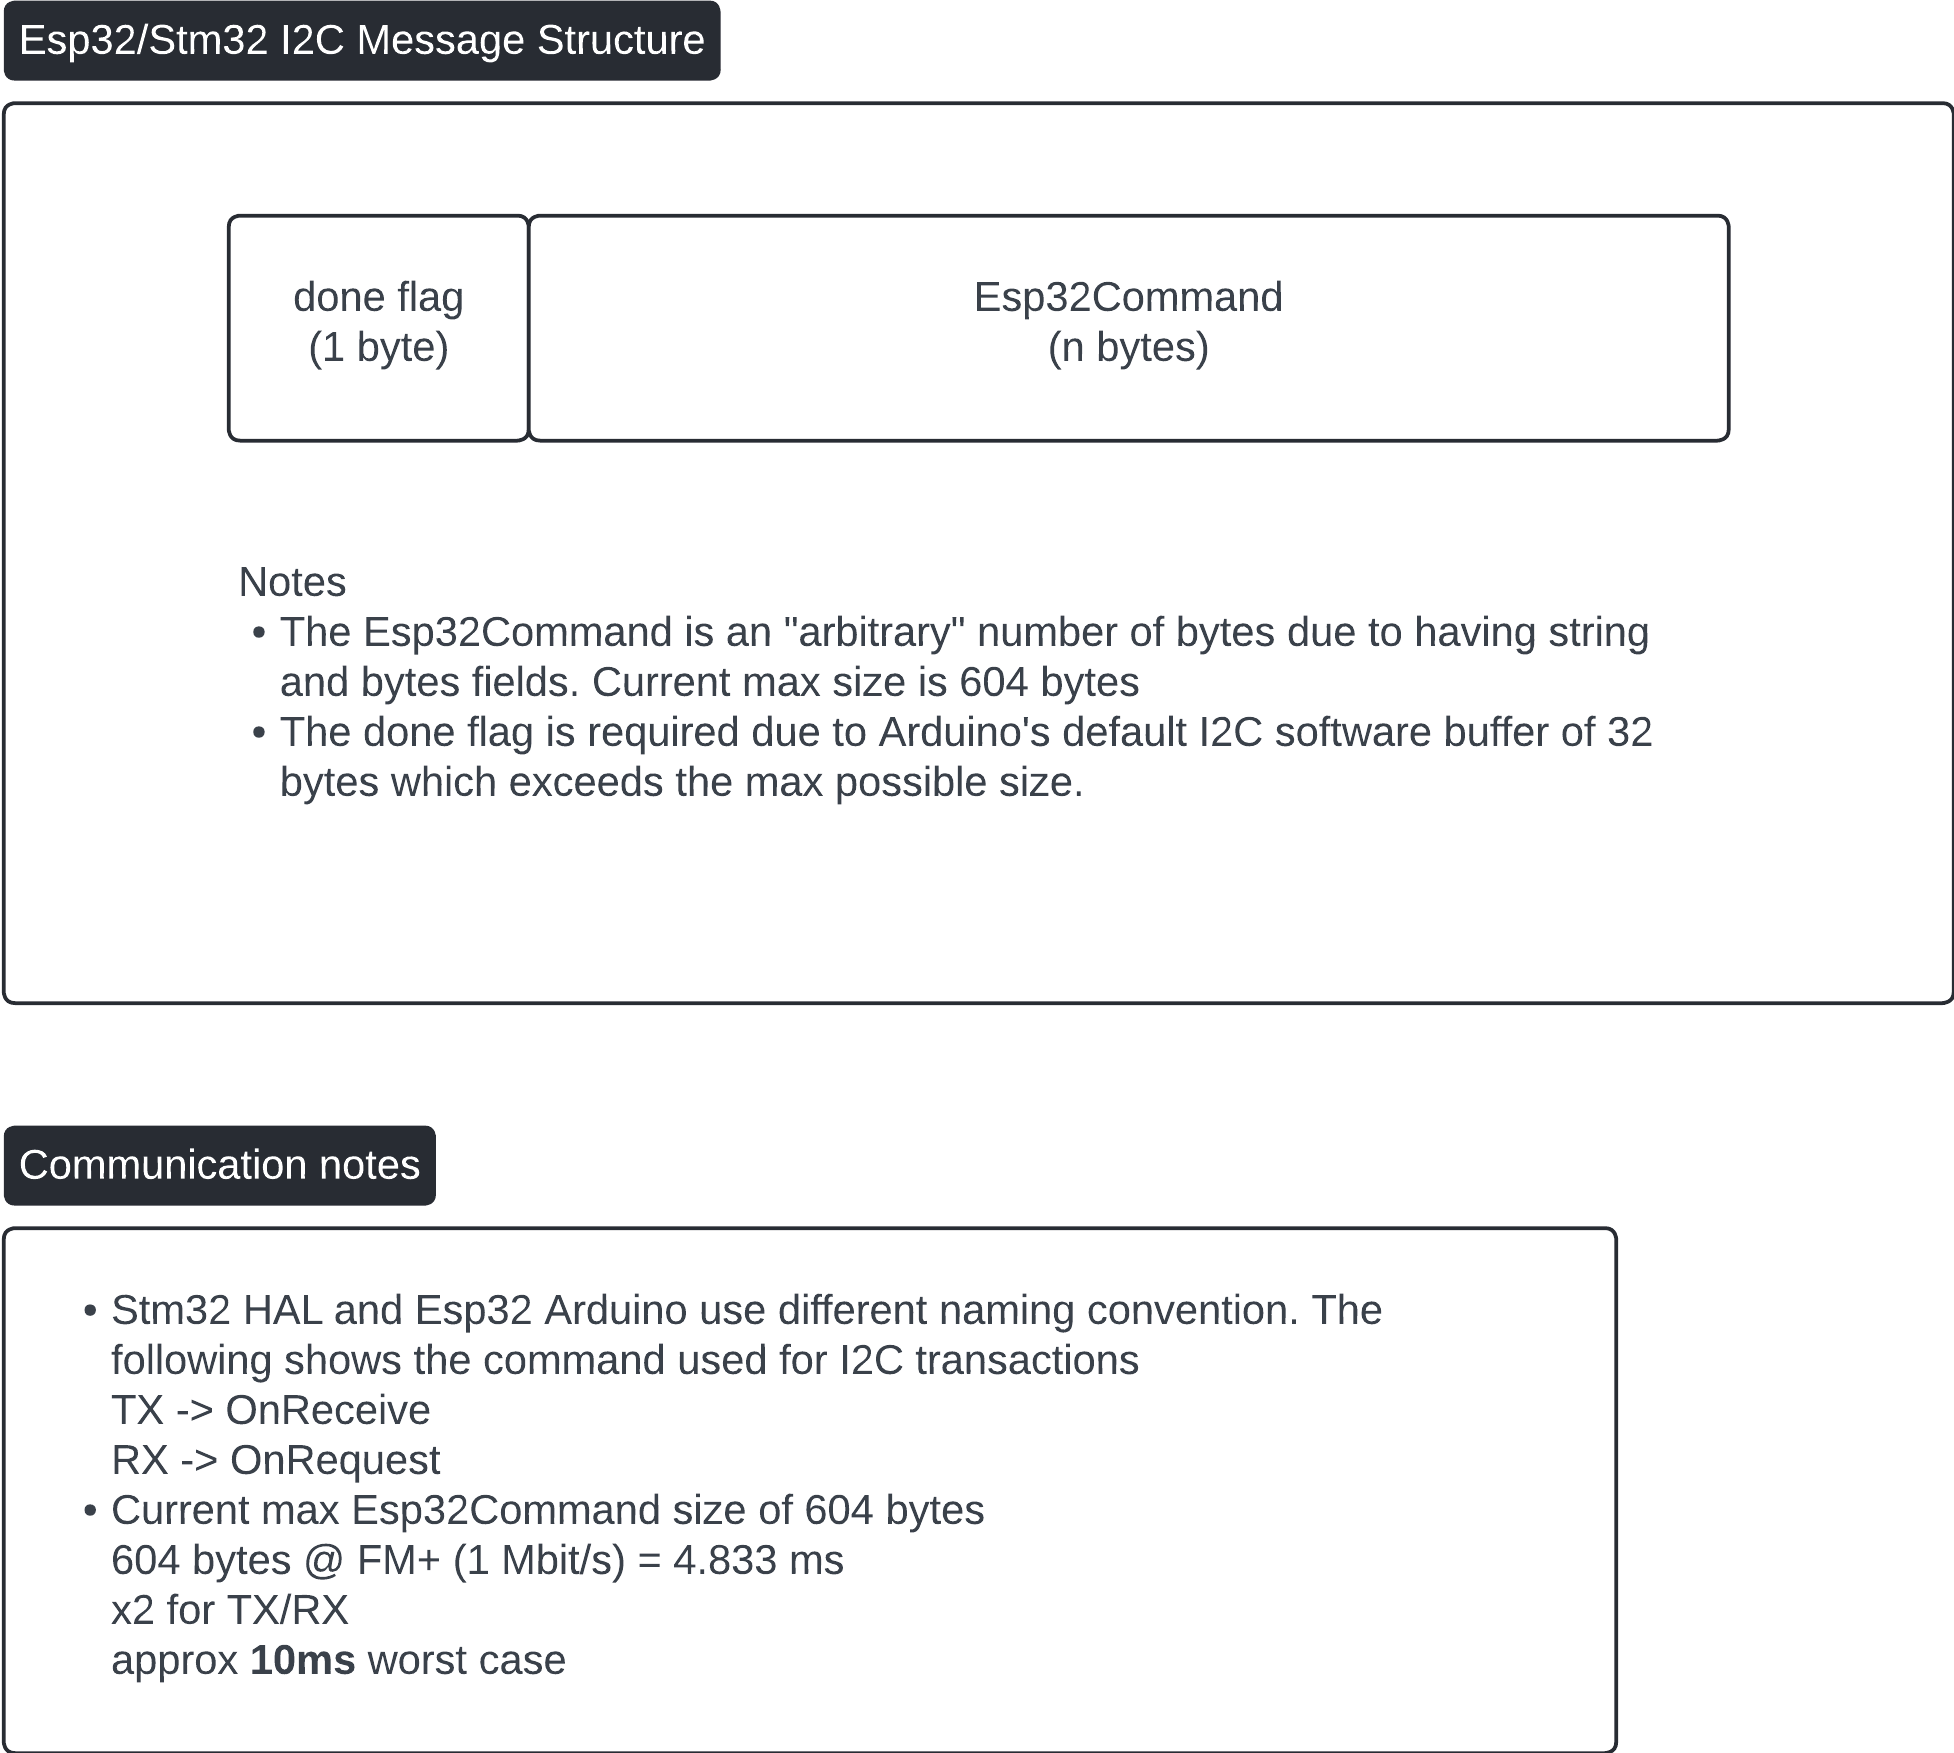 Esp32/Stm32 I2C Message Structure
done flag
(1 byte)
Esp32Command
(n bytes)
Notes
• The Esp32Command is an "arbitrary" number of bytes due to having string
and bytes fields. Current max size is 604 bytes
• The done flag is required due to Arduino's default I2C software buffer of 32
bytes which exceeds the max possible size.
Communication notes
• Stm32 HAL and Esp32 Arduino use different naming convention. The
following shows the command used for I2C transactions
TX -> OnReceive
RX -> OnRequest
• Current max Esp32Command size of 604 bytes
604 bytes @ FM+ (1 Mbit/s) = 4.833 ms
x2 for TX/RX
approx 10ms worst case